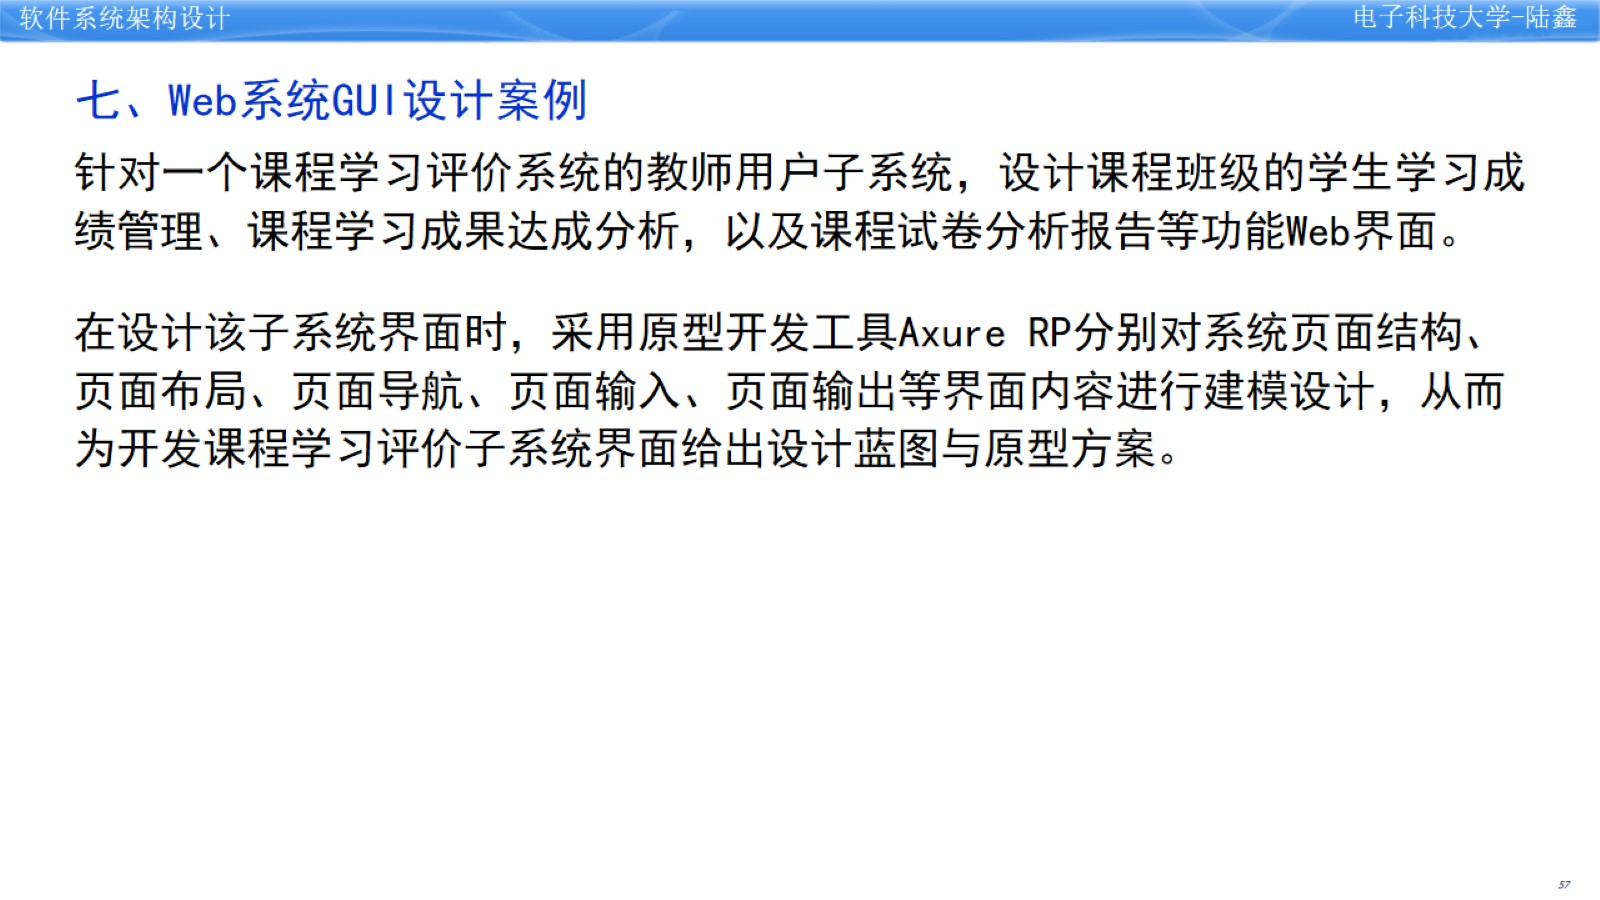 软件系统架构设计
电子科技大学-陆鑫
七、Web系统GUI设计案例
针对一个课程学习评价系统的教师用户子系统，设计课程班级的学生学习成
绩管理、课程学习成果达成分析，以及课程试卷分析报告等功能Web界面。
在设计该子系统界面时，采用原型开发工具Axure RP分别对系统页面结构、
页面布局、页面导航、页面输入、页面输出等界面内容进行建模设计，从而
为开发课程学习评价子系统界面给出设计蓝图与原型方案。
57